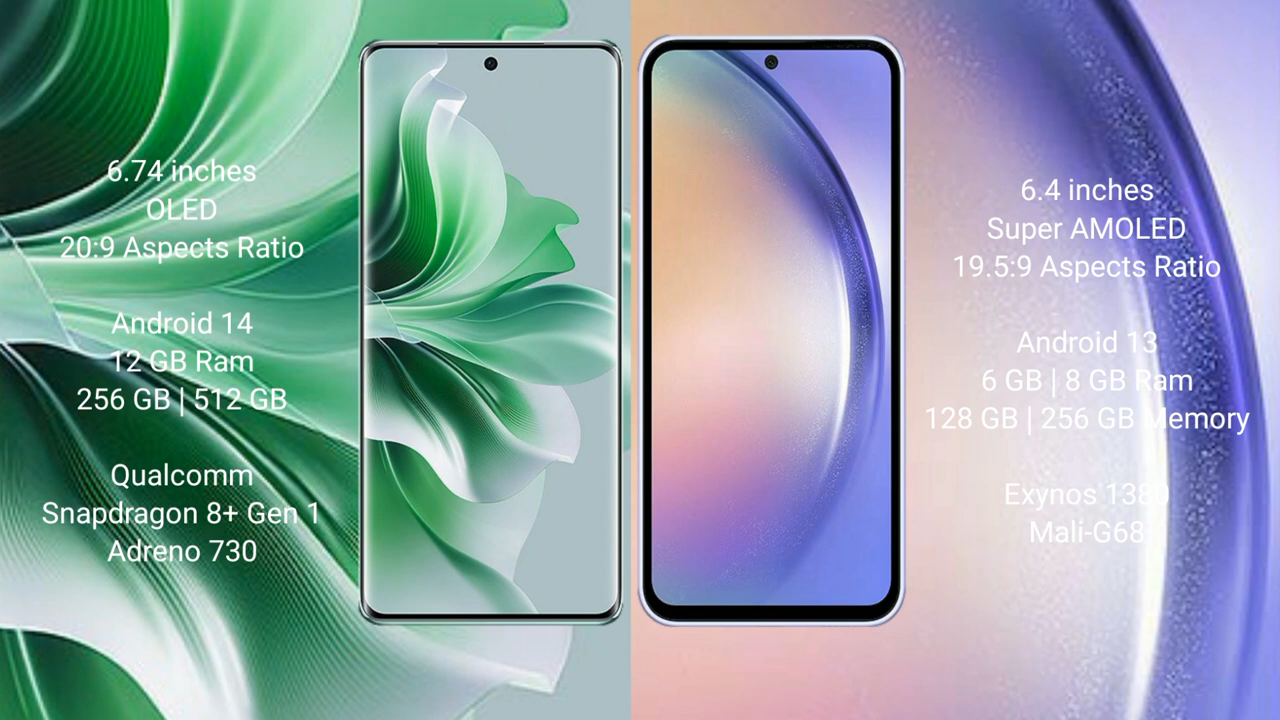 6.74 inches
OLED
20:9 Aspects Ratio
Android 14
12 GB Ram
256 GB | 512 GB
Qualcomm
Snapdragon 8+ Gen 1
Adreno 730
6.4 inches
Super AMOLED
19.5:9 Aspects Ratio
Android 13
6 GB | 8 GB Ram
128 GB | 256 GB Memory
Exynos 1380
Mali-G68